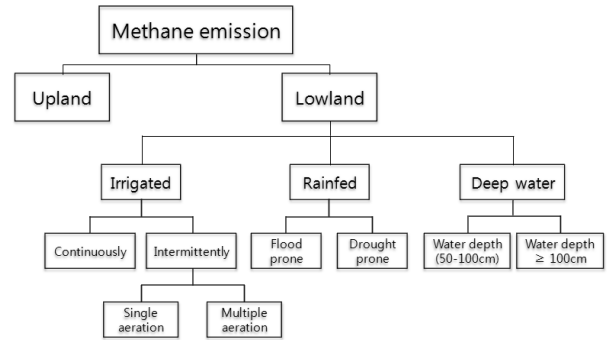 Methane emission
Upland
Lowland
Irrigated
Rainfed
Deep water
Continuously
Intermittently
Flood
prone
Drought
prone
Water depth
(50-100cm)
Water depth
≥ 100cm
Single
aeration
Multiple
aeration